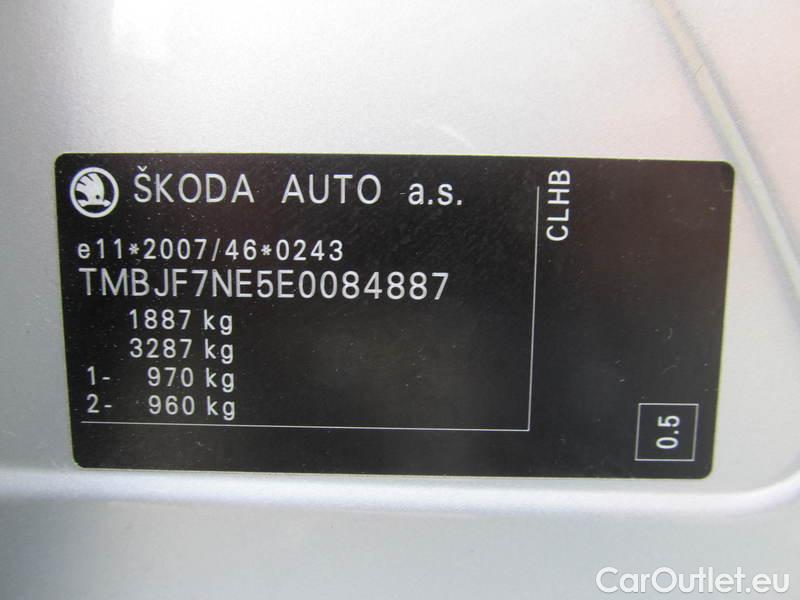 ŠKODA AUTO a.s.
e11*2007/46*0243
TMBJF7NE5E0084887
1887 kg
3287 kg
1- 970 kg
2- 960 kg
CLHB
0.5
CarOutlet.eu